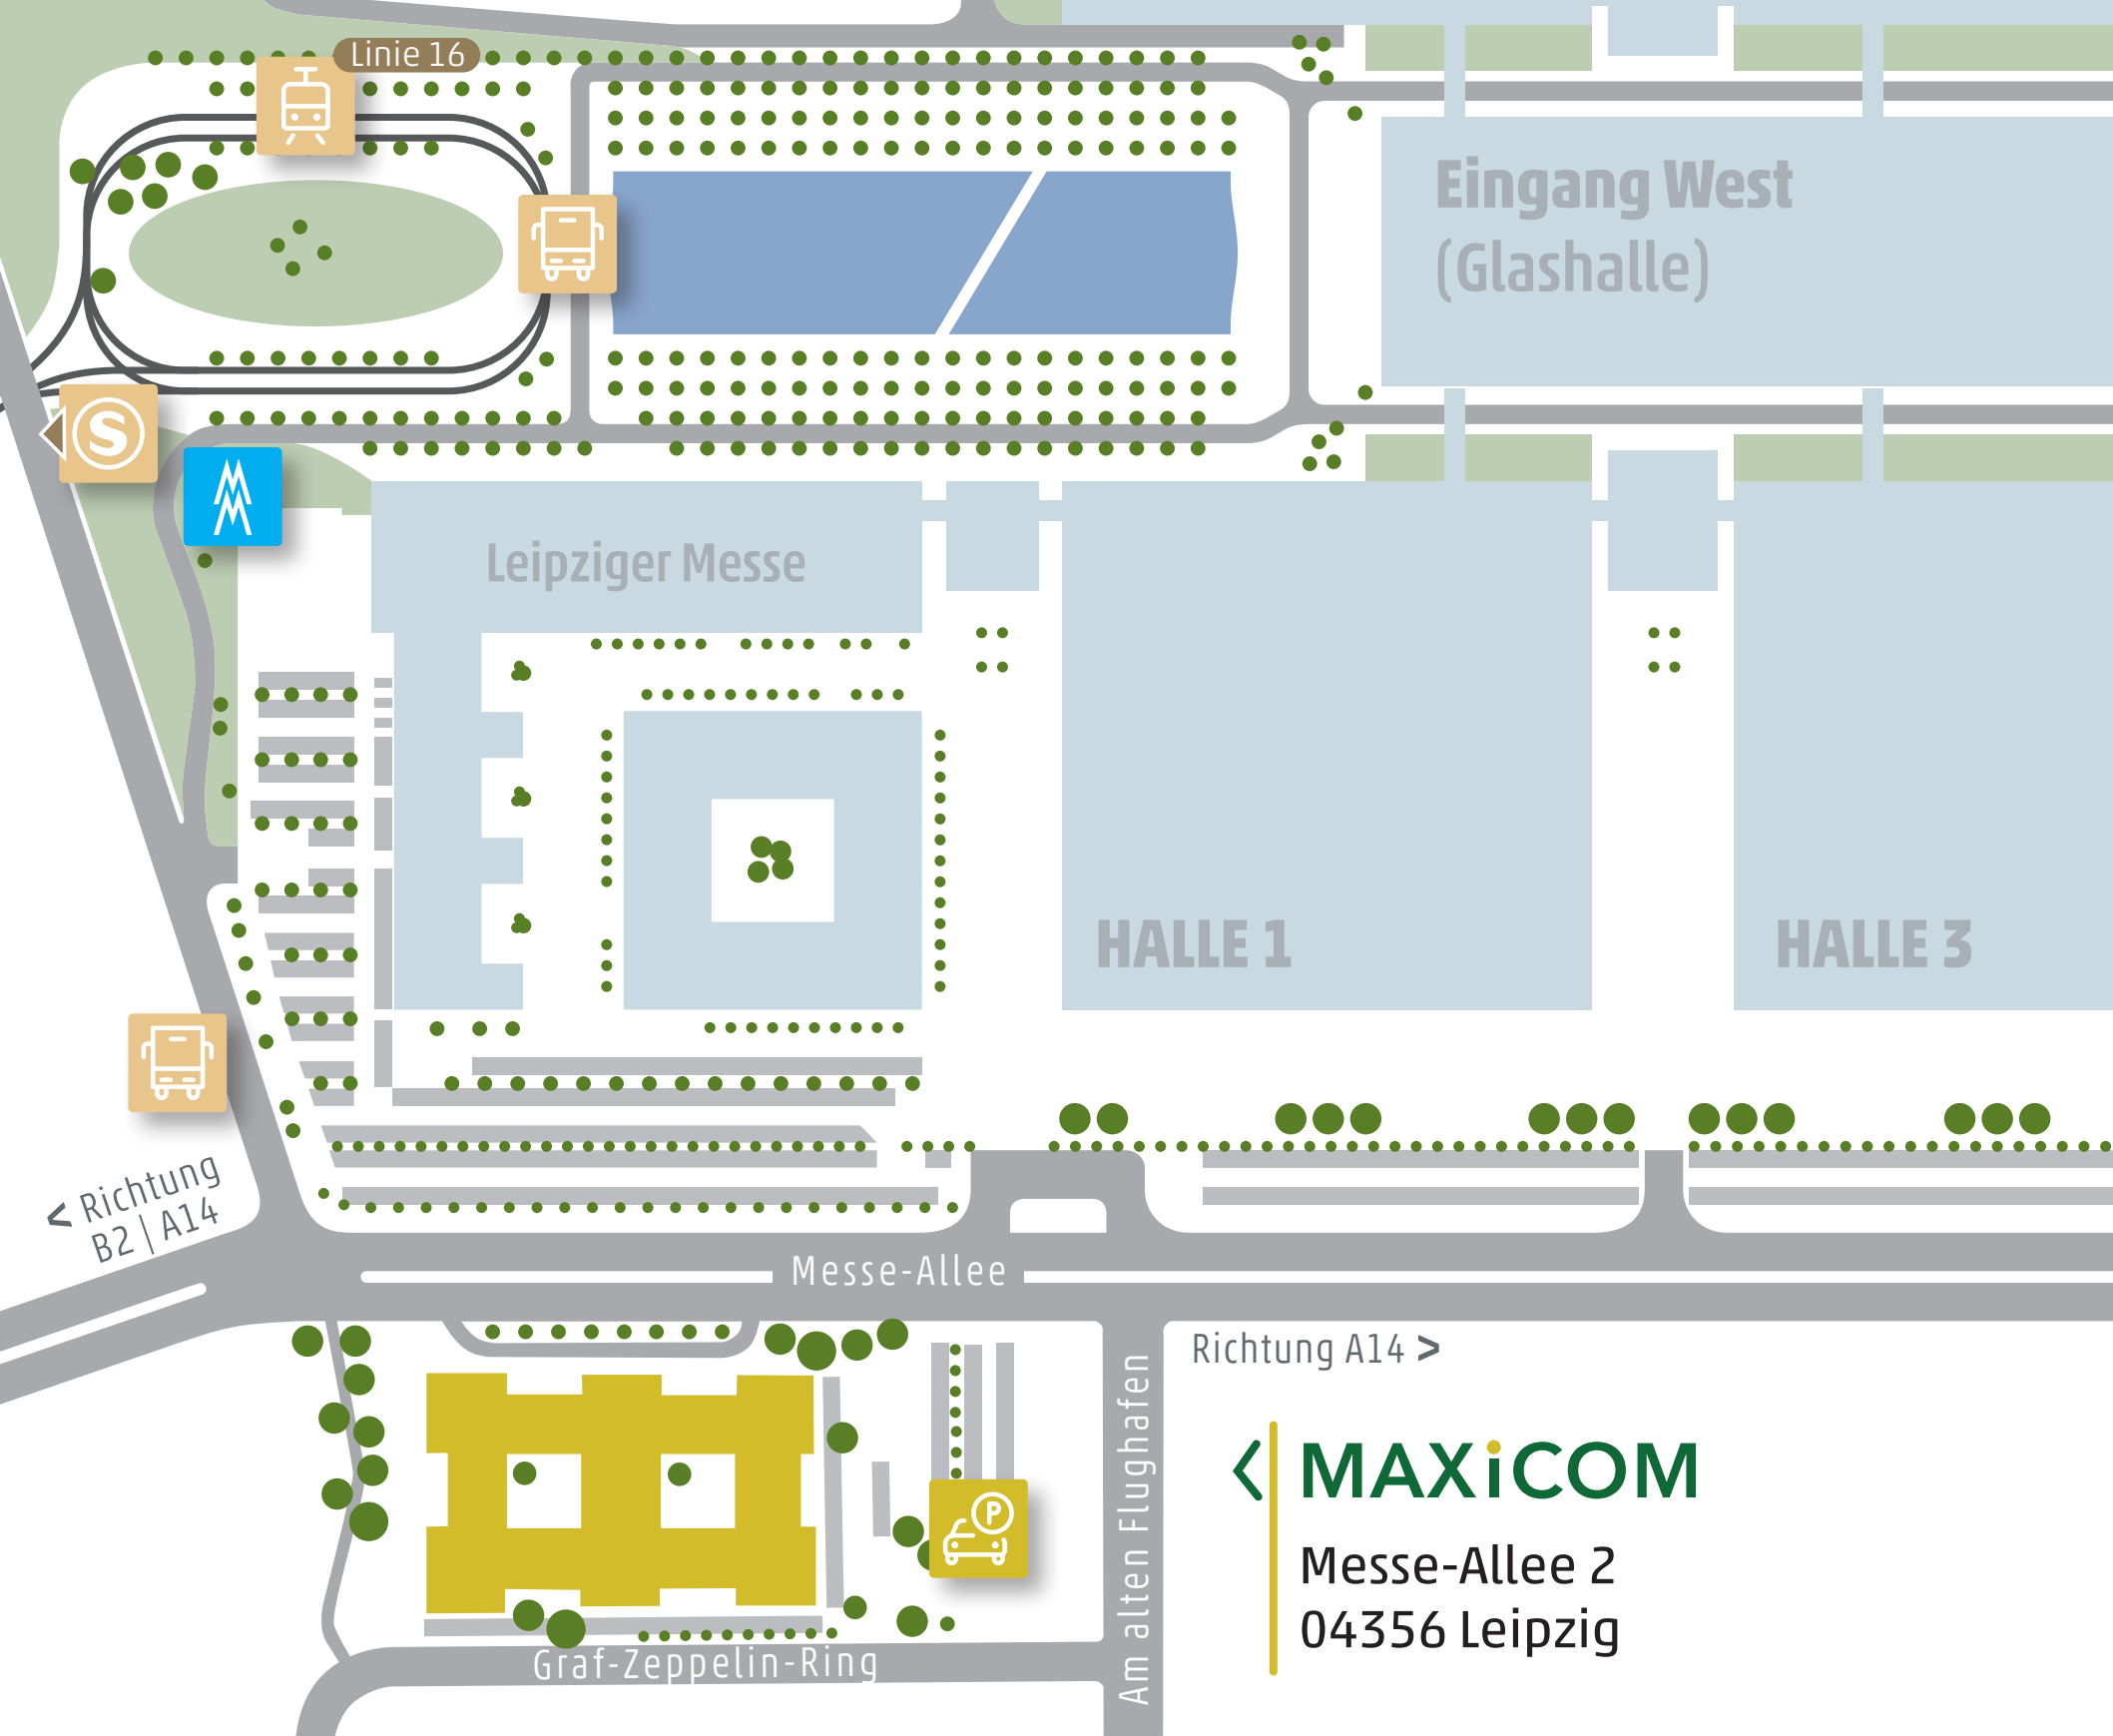 Linie 16
Eingang West
(Glashalle)
S
Leipziger Messe
HALLE 1
HALLE 3
< Richtung
B2 | A14
Messe-Allee
Richtung A14 >
Am alten Flughafen
P
MAXiCOM
Messe-Allee 2
04356 Leipzig
Graf-Zeppelin-Ring